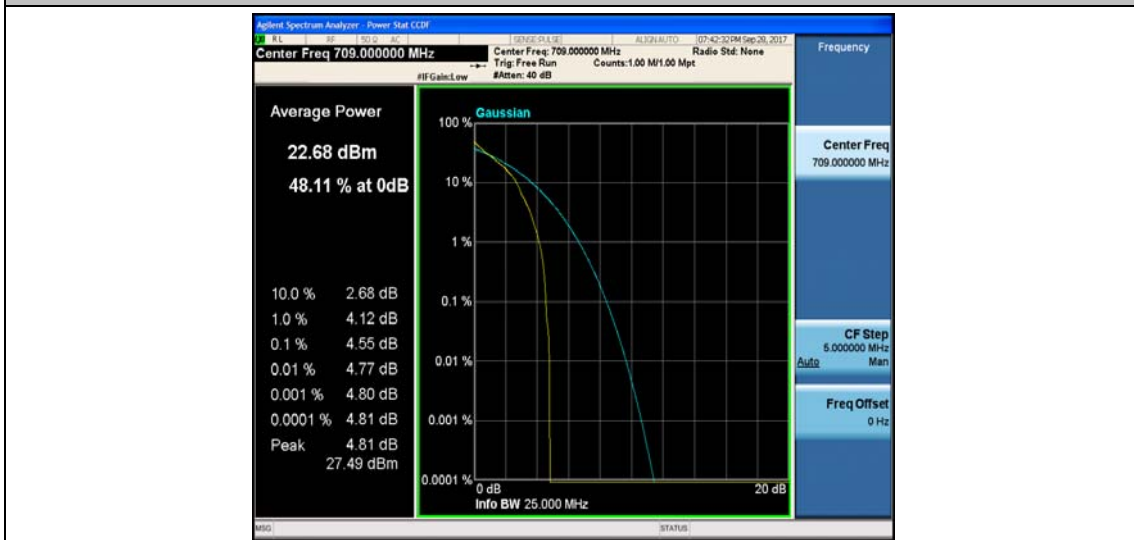 Agilent Spectrum Analyzer - Power Stat CCDF
RL RF 50 Ω AC SENSE:PULSE ALIGN AUTO 07:42:32 PM Sep 20, 2017
Center Freq 709.000000 MHz
Center Freq: 709.000000 MHz Radio Std: None
Trig: Free Run Counts:1.00 M/1.00 Mpt
#IFGain:Low #Atten: 40 dB
Frequency
Average Power
22.68 dBm
48.11 % at 0dB
10.0 % 2.68 dB
1.0 % 4.12 dB
0.1 % 4.55 dB
0.01 % 4.77 dB
0.001 % 4.80 dB
0.0001 % 4.81 dB
Peak 4.81 dB
27.49 dBm
Gaussian
100 %
10 %
1 %
0.1 %
0.01 %
0.001 %
0.0001 %
0 dB 20 dB
Info BW 25.000 MHz
Center Freq
709.000000 MHz
CF Step
5.000000 MHz
Auto Man
Freq Offset
0 Hz
MSG STATUS